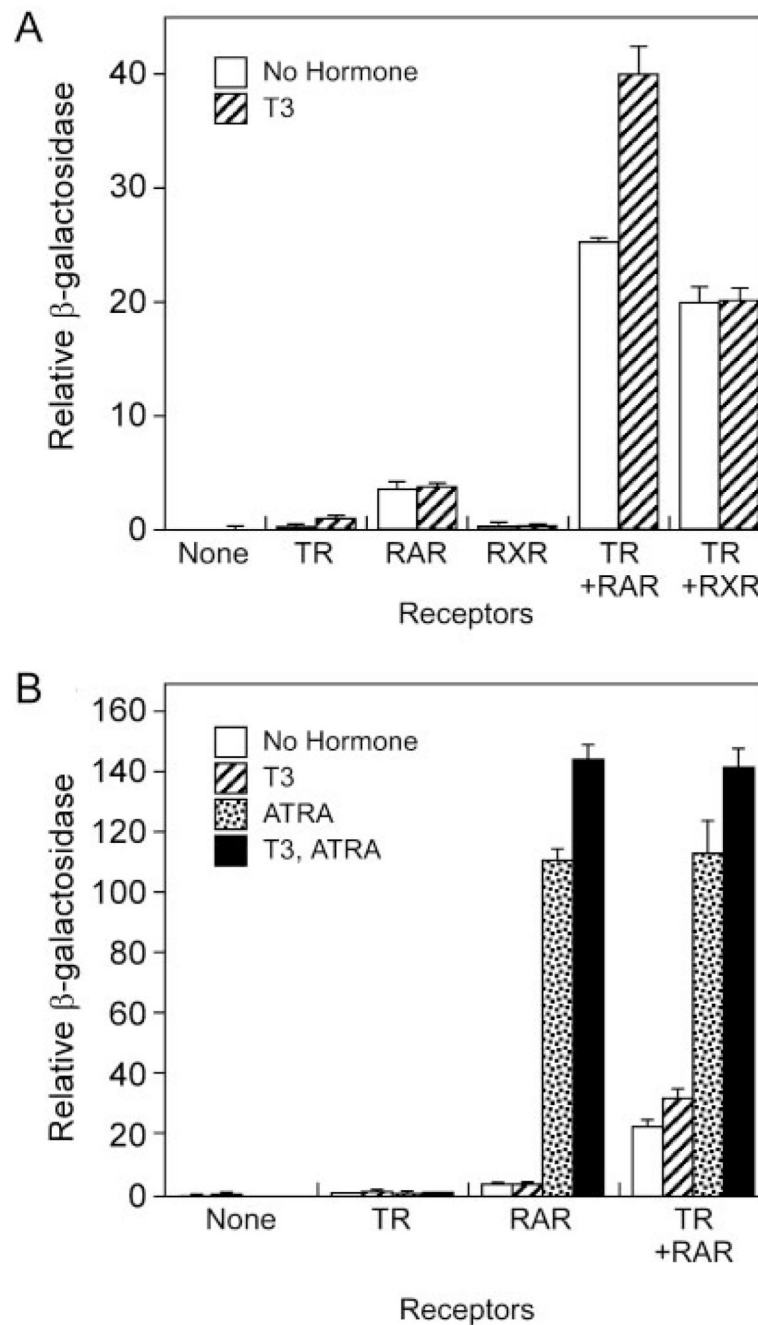 A
Relative β-galactosidase
40
30
20
10
0
No Hormone
T3
None TR RAR RXR TR +RAR TR +RXR
Receptors
B
Relative β-galactosidase
160
140
120
100
80
60
40
20
0
No Hormone
T3
ATRA
T3, ATRA
None TR RAR TR +RAR
Receptors